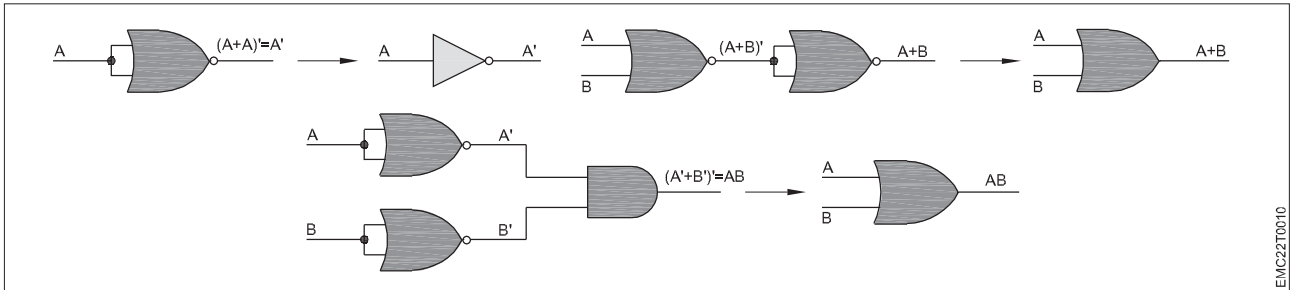 A
(A+A)'=A'
A
A'
A
B
(A+B)'
A+B
A
B
A+B
A
A'
B
B'
(A'+B')'=AB
A
B
AB
EMC22T0010